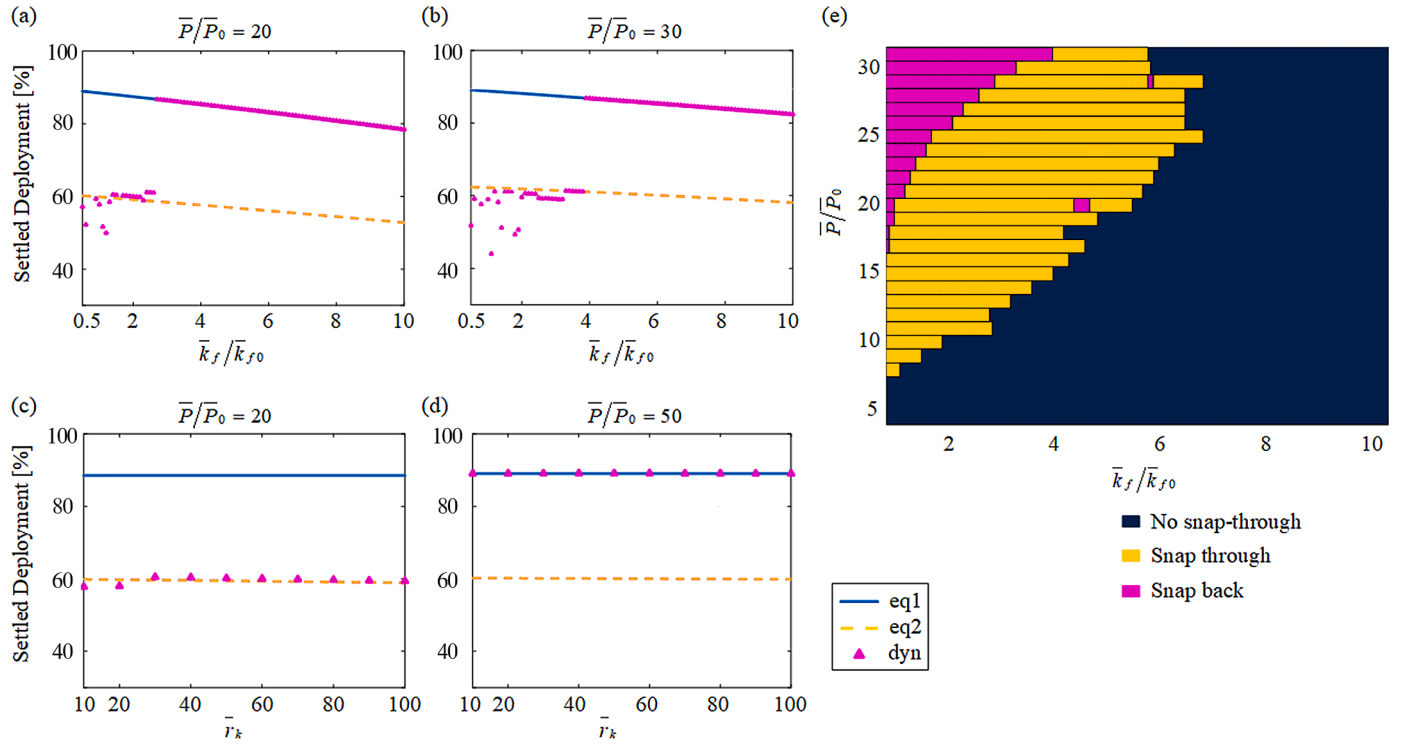 (a)
P̅/P̅₀ = 20
Settled Deployment [%]
100
80
60
40
0.5 2 4 6 8 10
k̅f/k̅f0
(b)
P̅/P̅₀ = 30
100
80
60
40
0.5 2 4 6 8 10
k̅f/k̅f0
(c)
P̅/P̅₀ = 20
Settled Deployment [%]
100
80
60
40
10 20 40 60 80 100
r̅k
(d)
P̅/P̅₀ = 50
100
80
60
40
10 20 40 60 80 100
r̅k
(e)
P̅/P̅₀
30
25
20
15
10
5
2 4 6 8 10
k̅f/k̅f0
No snap-through
Snap through
Snap back
eq1
eq2
dyn